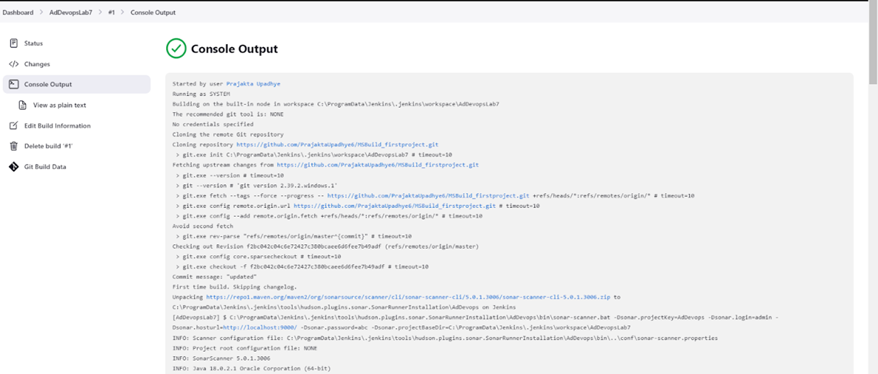 Dashboard > AdDevopsLab7 > #1 > Console Output
Status
Changes
Console Output
View as plain text
Edit Build Information
Delete build '#1'
Git Build Data
Console Output
Started by user Prajakta Upadhye
Running as SYSTEM
Building on the built-in node in workspace C:\ProgramData\Jenkins\.jenkins\workspace\AdDevopsLab7
The recommended git tool is: NONE
No credentials specified
Cloning the remote Git repository
Cloning repository https://github.com/PrajaktaUpadhye6/MSBuild_firstproject.git
> git.exe init C:\ProgramData\Jenkins\.jenkins\workspace\AdDevopsLab7 # timeout=10
Fetching upstream changes from https://github.com/PrajaktaUpadhye6/MSBuild_firstproject.git
> git.exe --version # timeout=10
> git --version # 'git version 2.39.2.windows.1'
> git.exe fetch --tags --force --progress -- https://github.com/PrajaktaUpadhye6/MSBuild_firstproject.git +refs/heads/*:refs/remotes/origin/* # timeout=10
> git.exe config remote.origin.url https://github.com/PrajaktaUpadhye6/MSBuild_firstproject.git # timeout=10
> git.exe config --add remote.origin.fetch +refs/heads/*:refs/remotes/origin/* # timeout=10
Avoid second fetch
> git.exe rev-parse "refs/remotes/origin/master^{commit}" # timeout=10
Checking out Revision f2bc042c04c6e72427c380bcaee6d6fee7b49adf (refs/remotes/origin/master)
> git.exe config core.sparsecheckout # timeout=10
> git.exe checkout -f f2bc042c04c6e72427c380bcaee6d6fee7b49adf # timeout=10
Commit message: "updated"
First time build. Skipping changelog.
Unpacking https://repo1.maven.org/maven2/org/sonarsource/scanner/cli/sonar-scanner-cli/5.0.1.3006/sonar-scanner-cli-5.0.1.3006.zip to
C:\ProgramData\Jenkins\.jenkins\tools\hudson.plugins.sonar.SonarRunnerInstallation\AdDevops on Jenkins
[AdDevopsLab7] $ C:\ProgramData\Jenkins\.jenkins\tools\hudson.plugins.sonar.SonarRunnerInstallation\AdDevops\bin\sonar-scanner.bat -Dsonar.projectKey=AdDevops -Dsonar.login=admin -
Dsonar.hosturl=http://localhost:9000/ -Dsonar.password=abc -Dsonar.projectBaseDir=C:\ProgramData\Jenkins\.jenkins\workspace\AdDevopsLab7
INFO: Scanner configuration file: C:\ProgramData\Jenkins\.jenkins\tools\hudson.plugins.sonar.SonarRunnerInstallation\AdDevops\bin\..\conf\sonar-scanner.properties
INFO: Project root configuration file: NONE
INFO: SonarScanner 5.0.1.3006
INFO: Java 18.0.2.1 Oracle Corporation (64-bit)